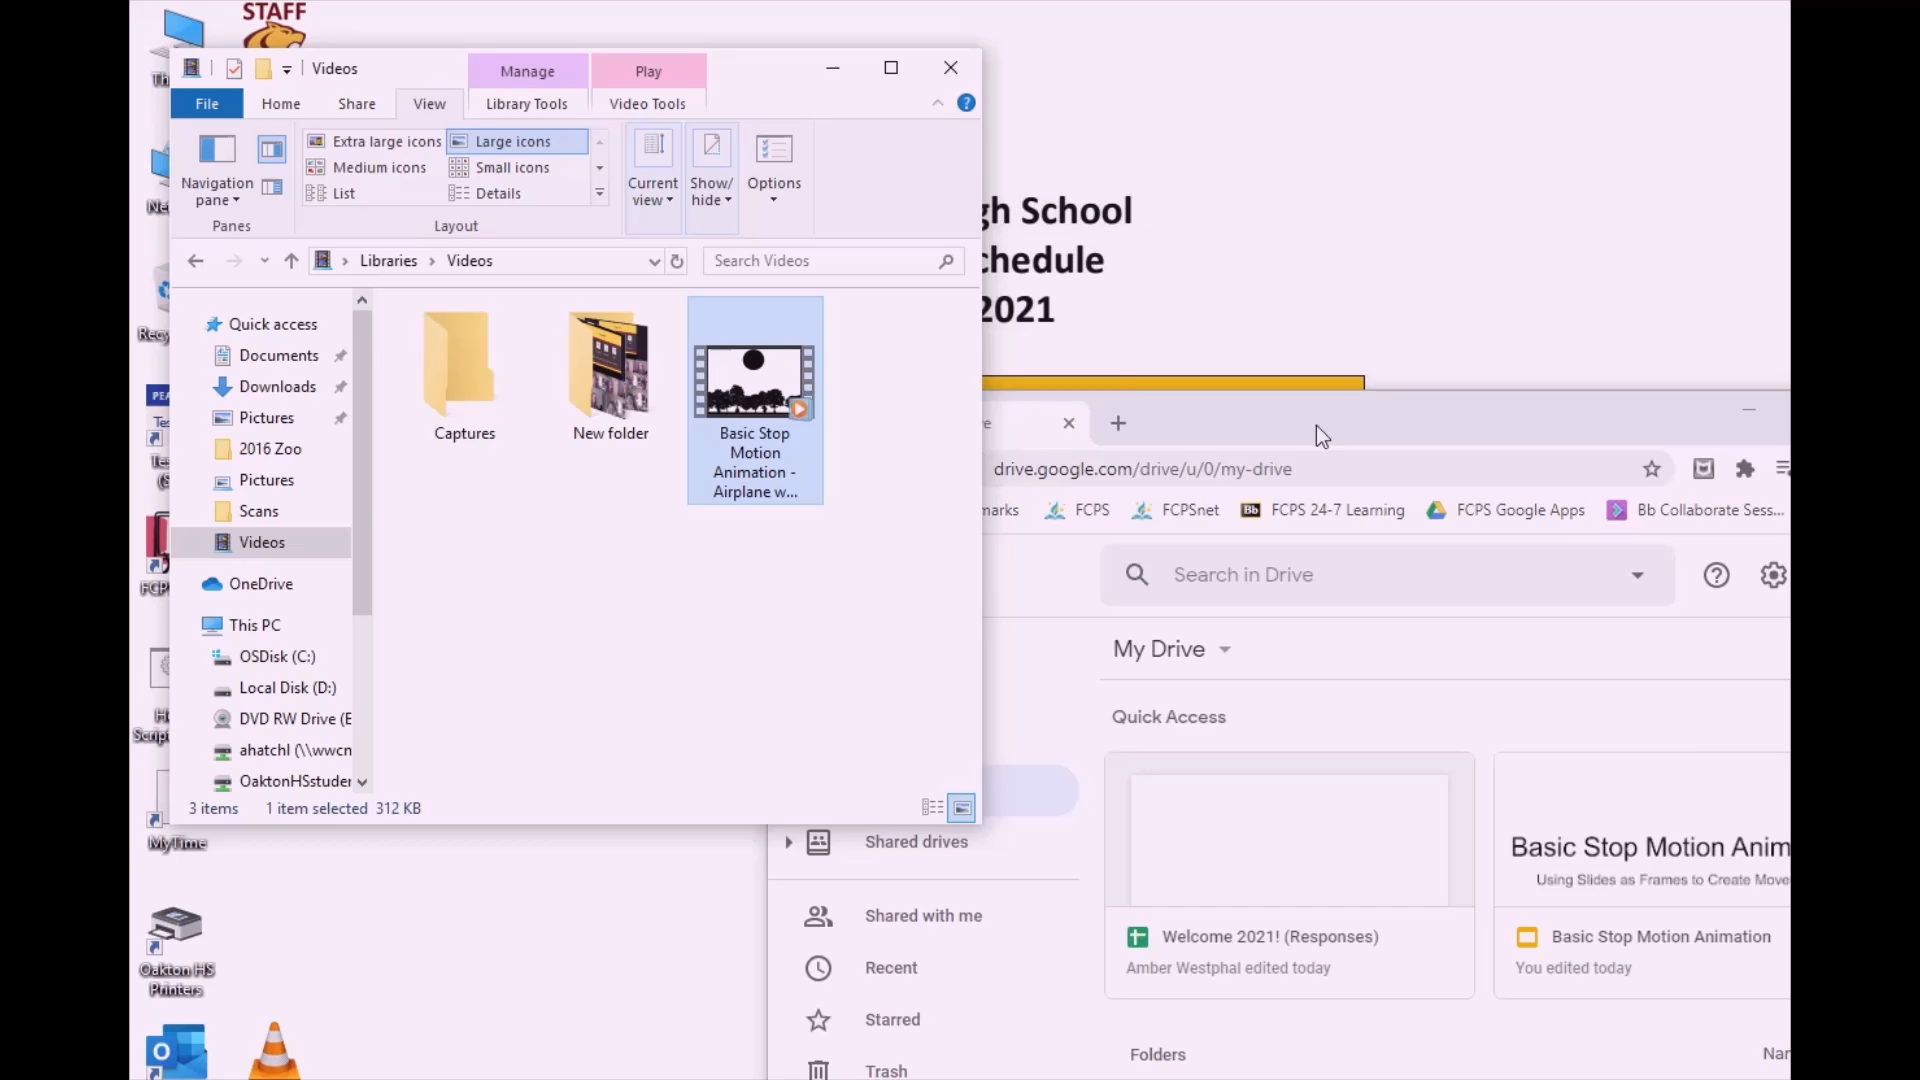 STAFF
Videos
Manage
Play
File
Home
Share
View
Library Tools
Video Tools
Extra large icons
Large icons
Medium icons
Small icons
List
Details
Navigation pane
Current view
Show/ hide
Options
Panes
Layout
Libraries
Videos
Search Videos
Quick access
Documents
Downloads
Pictures
2016 Zoo
Pictures
Scans
Videos
OneDrive
This PC
OSDisk (C:)
Local Disk (D:)
DVD RW Drive (E
ahatchl (\\wwcn
OaktonHSstuder
Captures
New folder
Basic Stop
Motion
Animation -
Airplane w...
3 items
1 item selected 312 KB
gh School
chedule
2021
drive.google.com/drive/u/0/my-drive
marks
FCPS
FCPSnet
Bb
FCPS 24-7 Learning
FCPS Google Apps
Bb Collaborate Sess...
Search in Drive
My Drive
Quick Access
Basic Stop Motion Anim
Using Slides as Frames to Create Move
Welcome 2021! (Responses)
Amber Westphal edited today
Basic Stop Motion Animation
You edited today
Shared drives
Shared with me
Recent
Starred
Trash
Folders
Nar
MyTime
Oakton HS
Printers